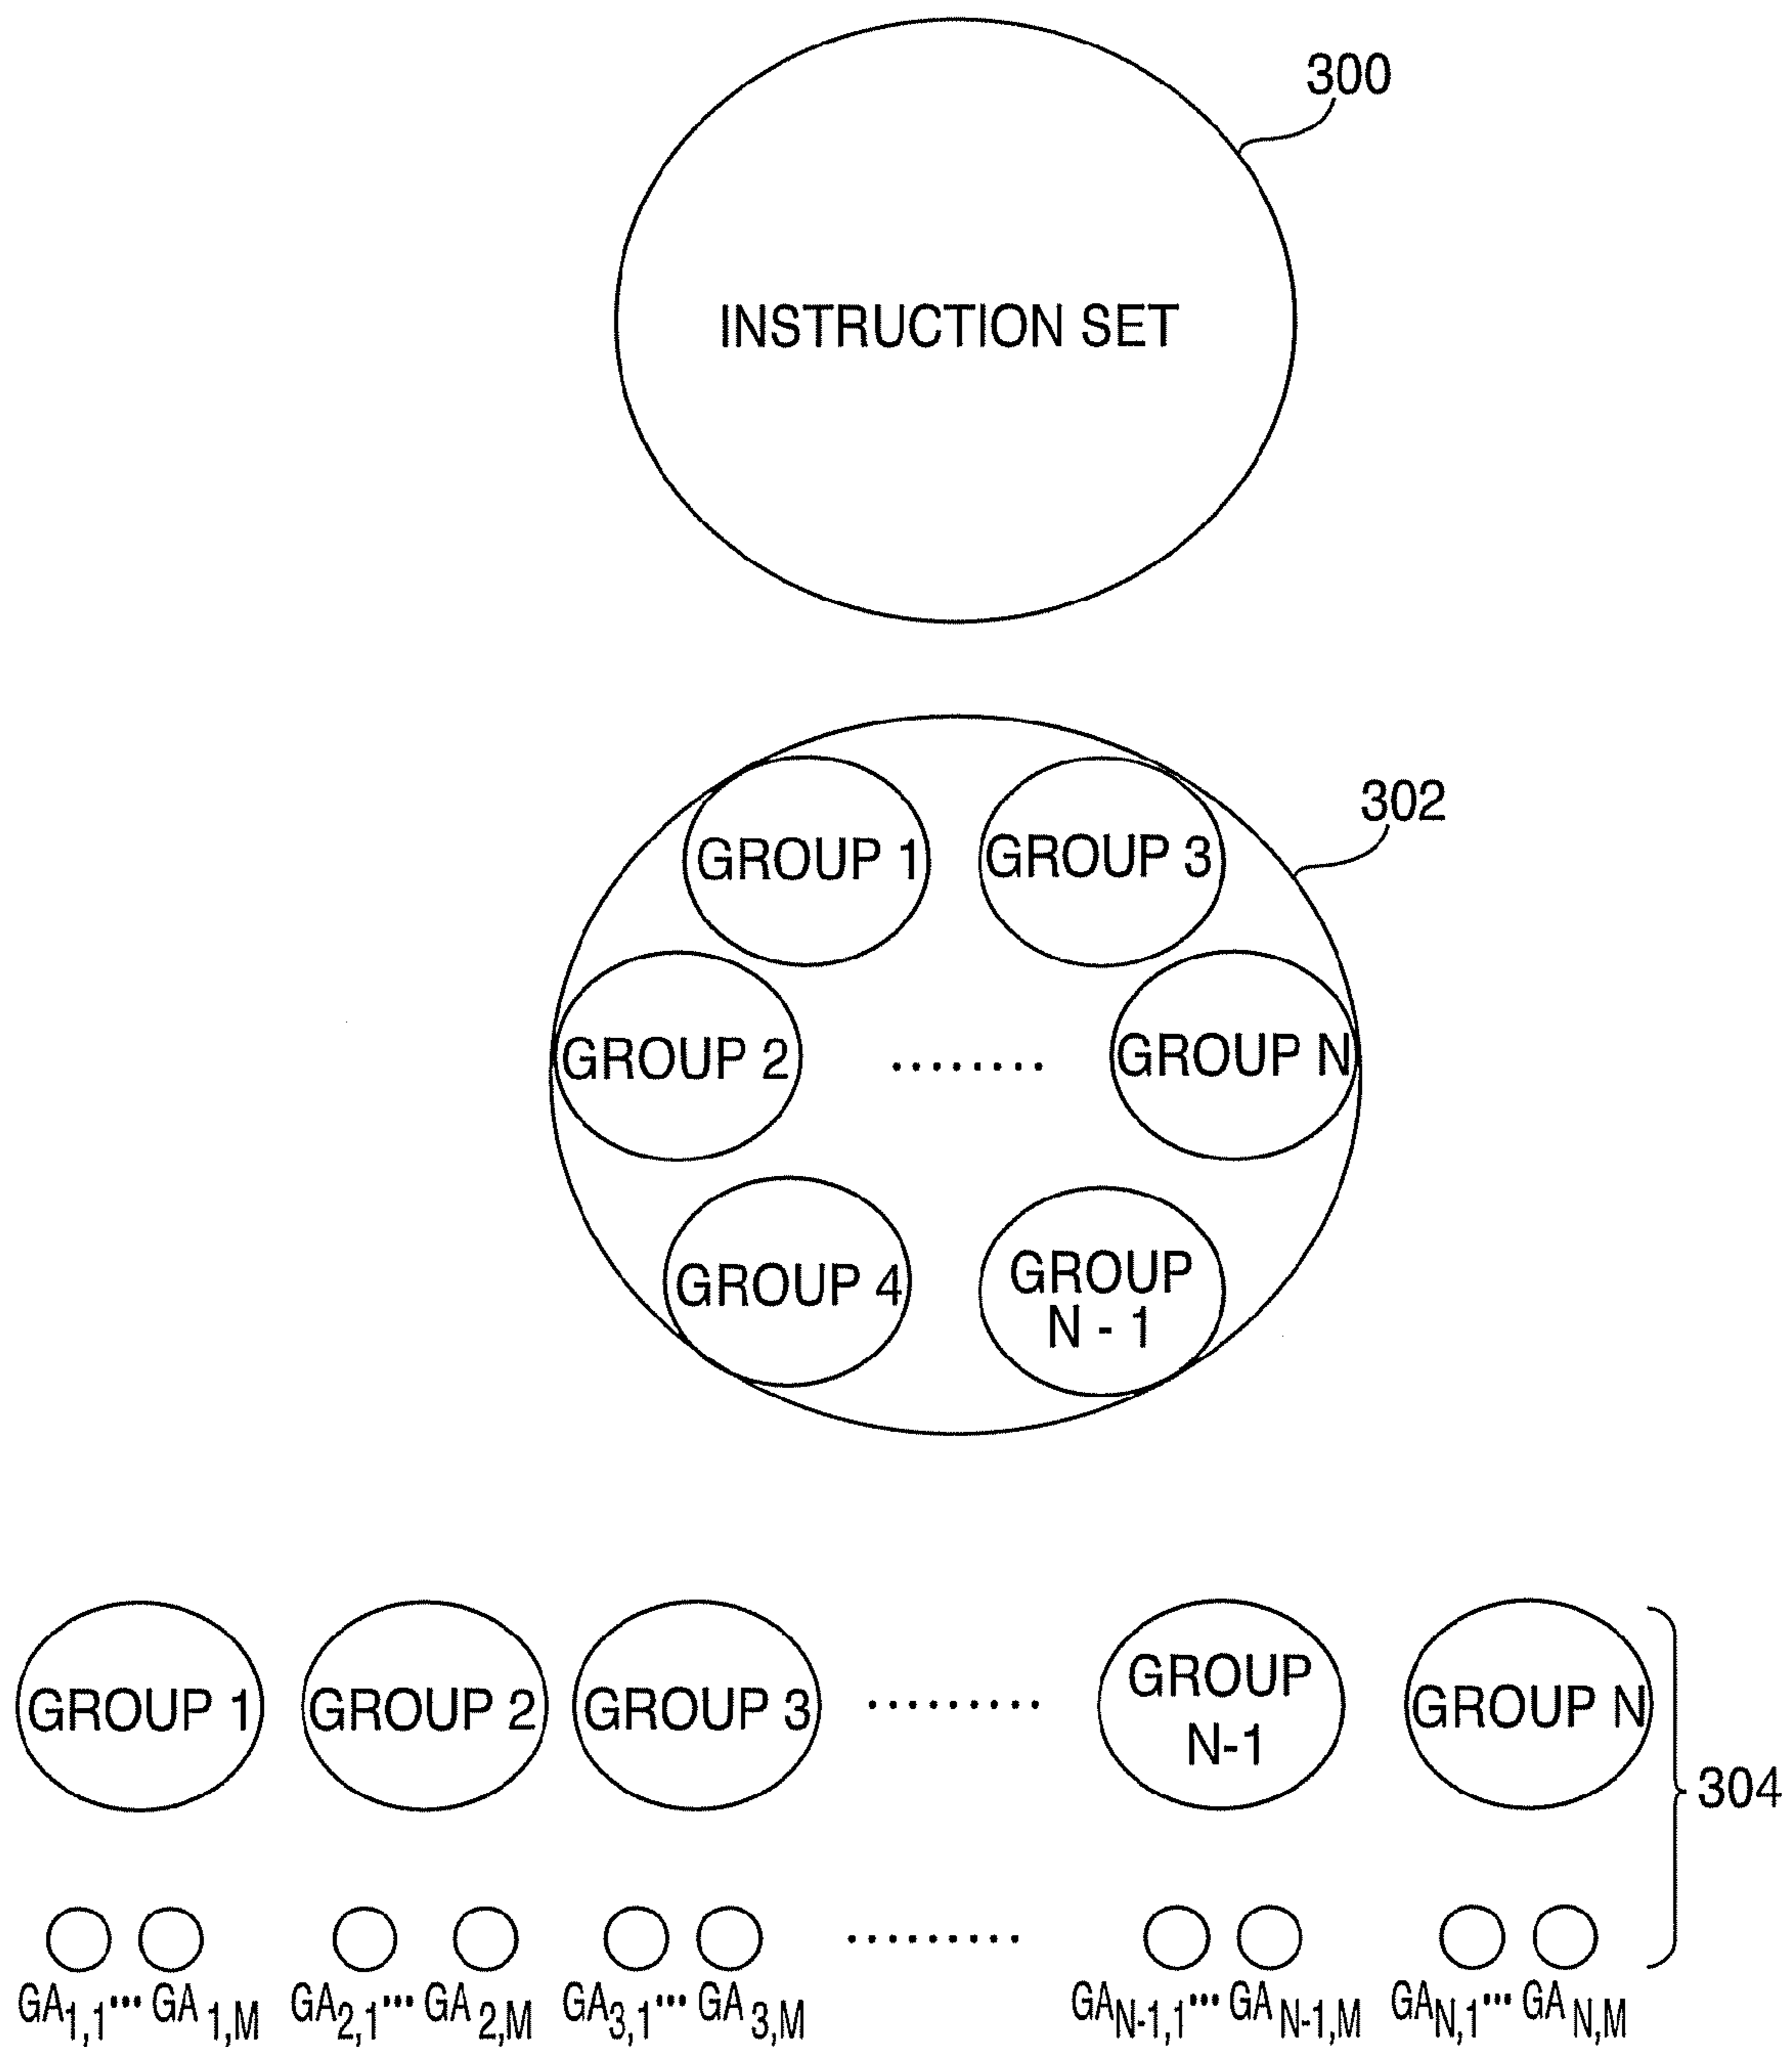 300
INSTRUCTION SET
302
GROUP 1
GROUP 3
GROUP 2
........
GROUP N
GROUP 4
GROUP
N - 1
GROUP 1
GROUP 2
GROUP 3
.........
GROUP
N-1
GROUP N
304
.........
GA1,1... GA1,M
GA2,1... GA2,M
GA3,1... GA3,M
GAN-1,1... GAN-1,M
GAN,1... GAN,M